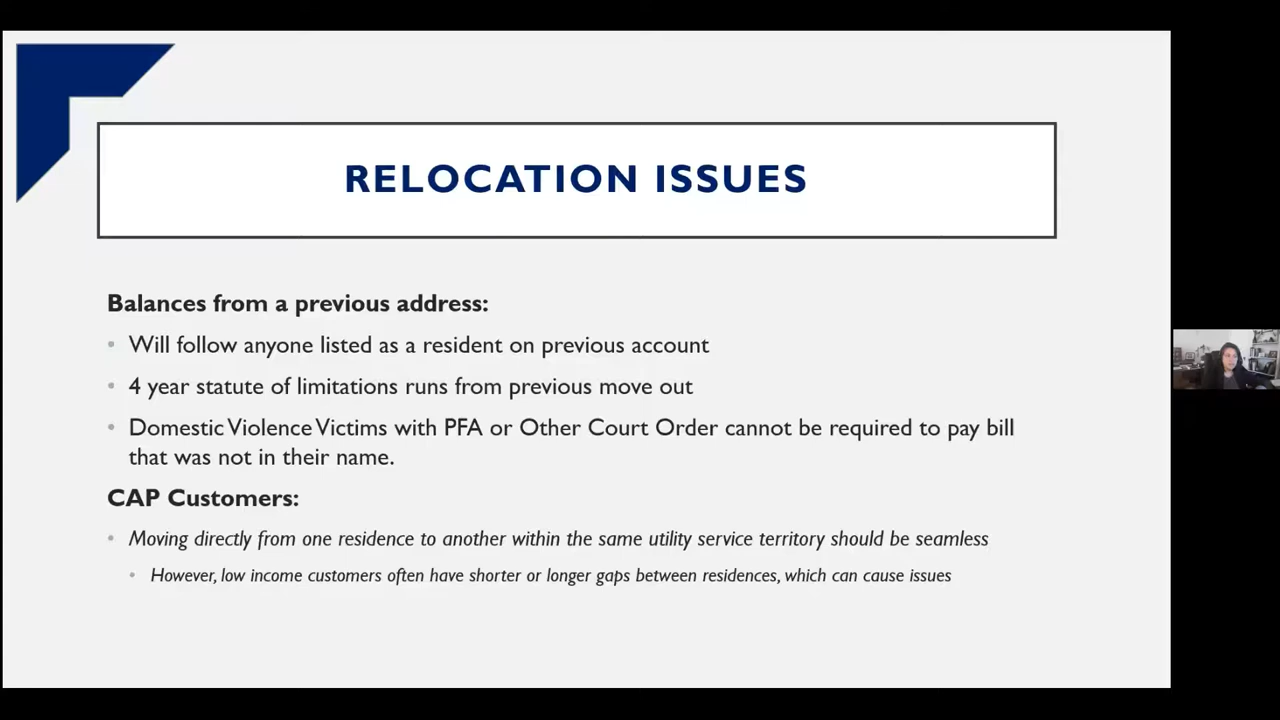 RELOCATION ISSUES
Balances from a previous address:
• Will follow anyone listed as a resident on previous account
• 4 year statute of limitations runs from previous move out
• Domestic Violence Victims with PFA or Other Court Order cannot be required to pay bill
that was not in their name.
CAP Customers:
• Moving directly from one residence to another within the same utility service territory should be seamless
• However, low income customers often have shorter or longer gaps between residences, which can cause issues